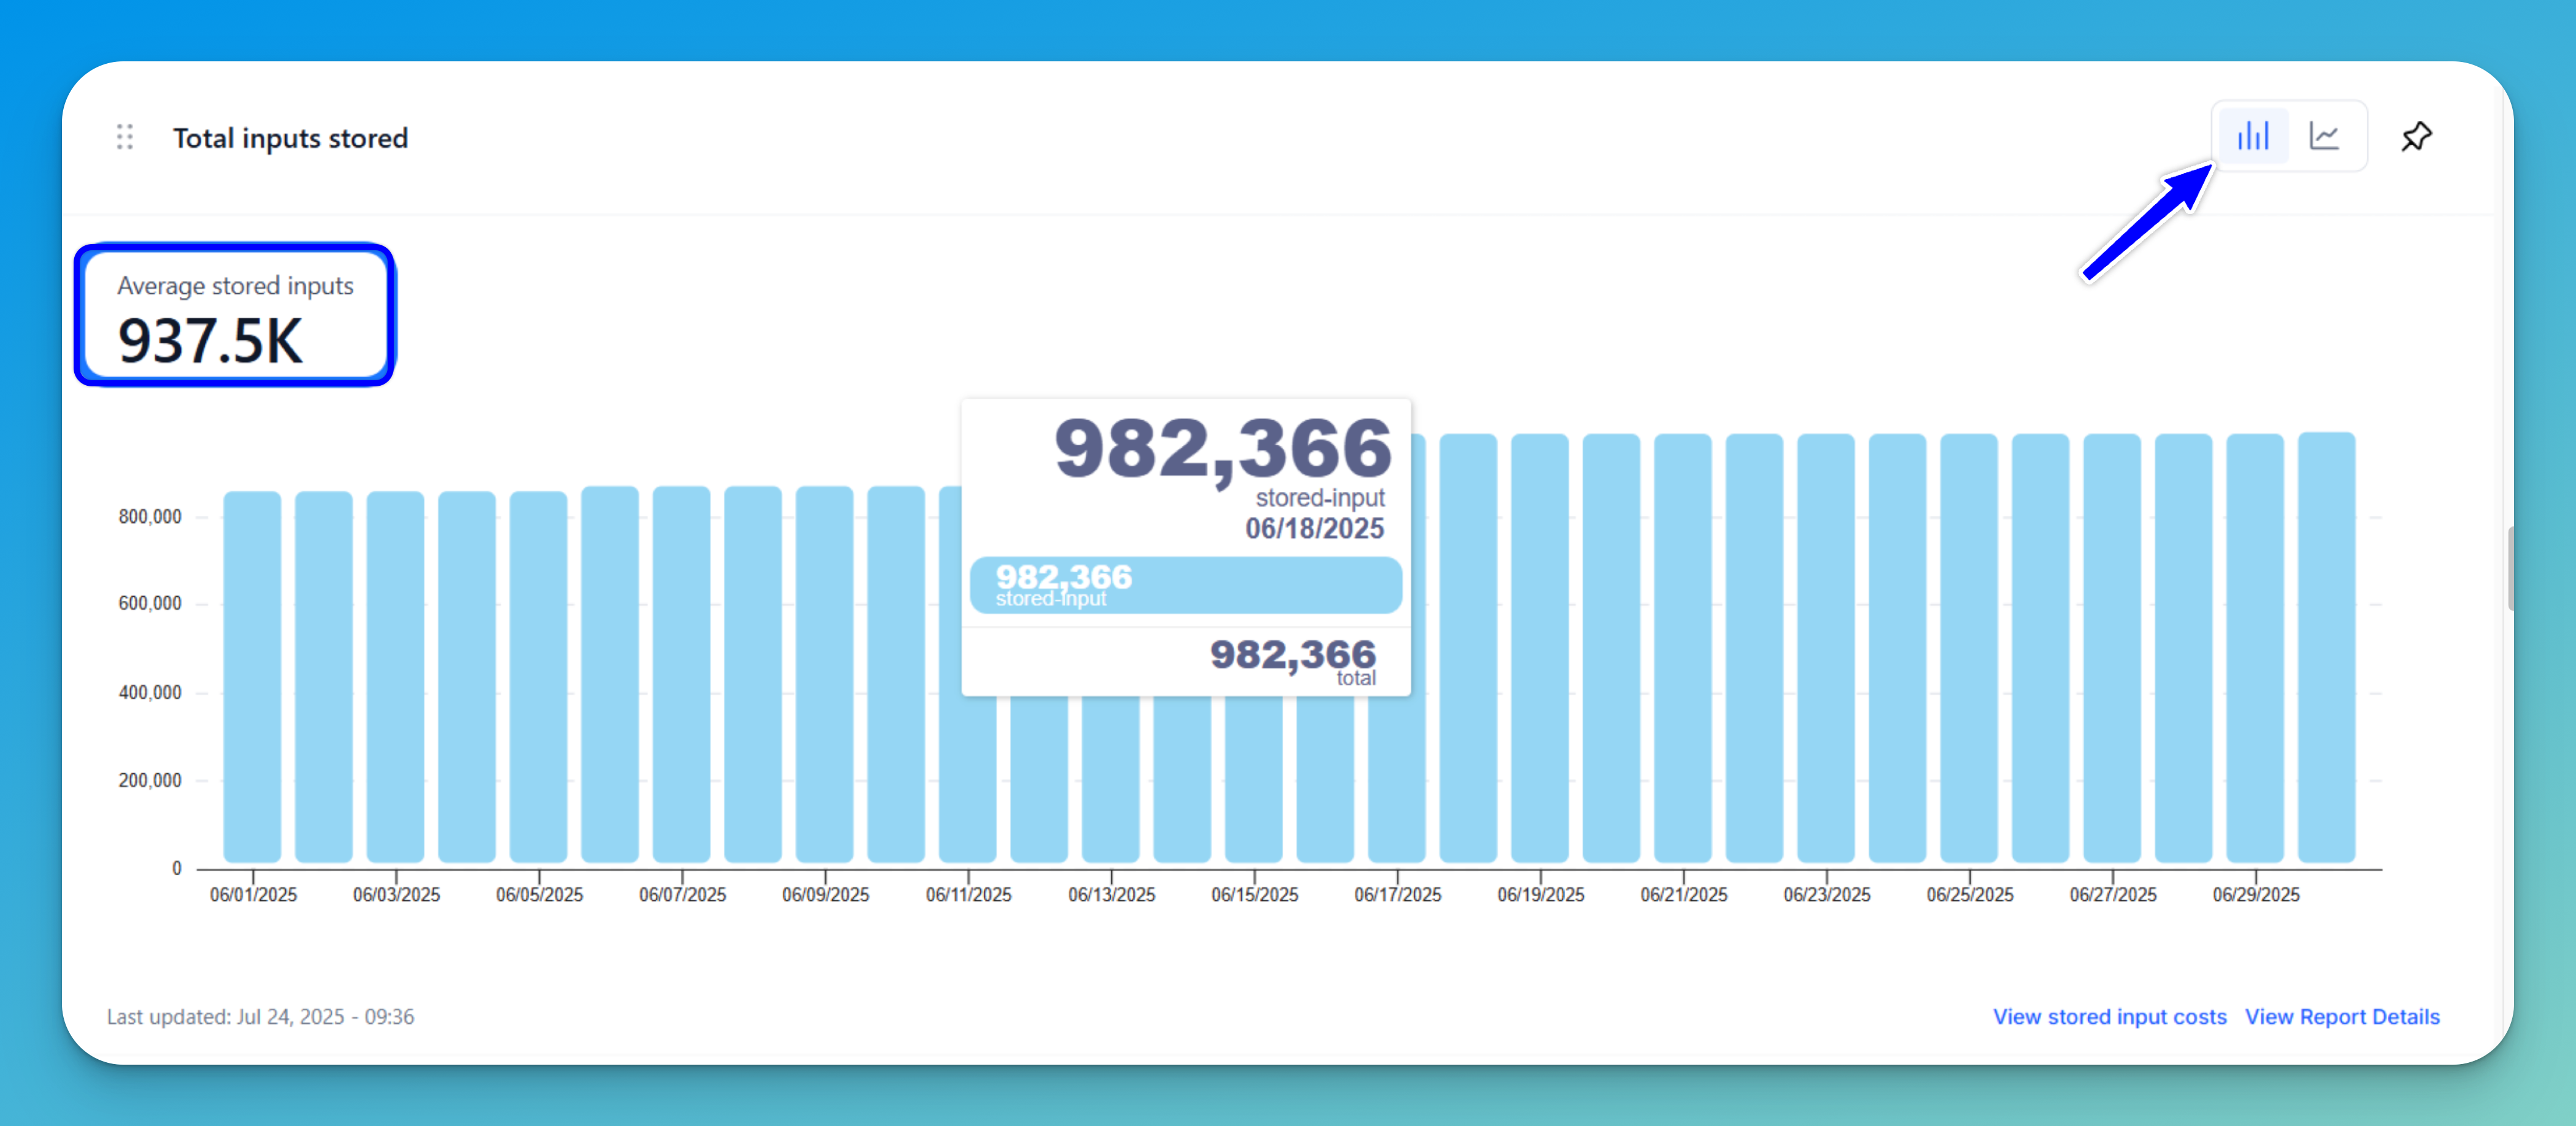 Total inputs stored
Average stored inputs
937.5K
982,366
stored-input
06/18/2025
982,366
stored-input
982,366
total
800,000
600,000
400,000
200,000
0
06/01/2025 06/03/2025 06/05/2025 06/07/2025 06/09/2025 06/11/2025 06/13/2025 06/15/2025 06/17/2025 06/19/2025 06/21/2025 06/23/2025 06/25/2025 06/27/2025 06/29/2025
Last updated: Jul 24, 2025 - 09:36
View stored input costs View Report Details